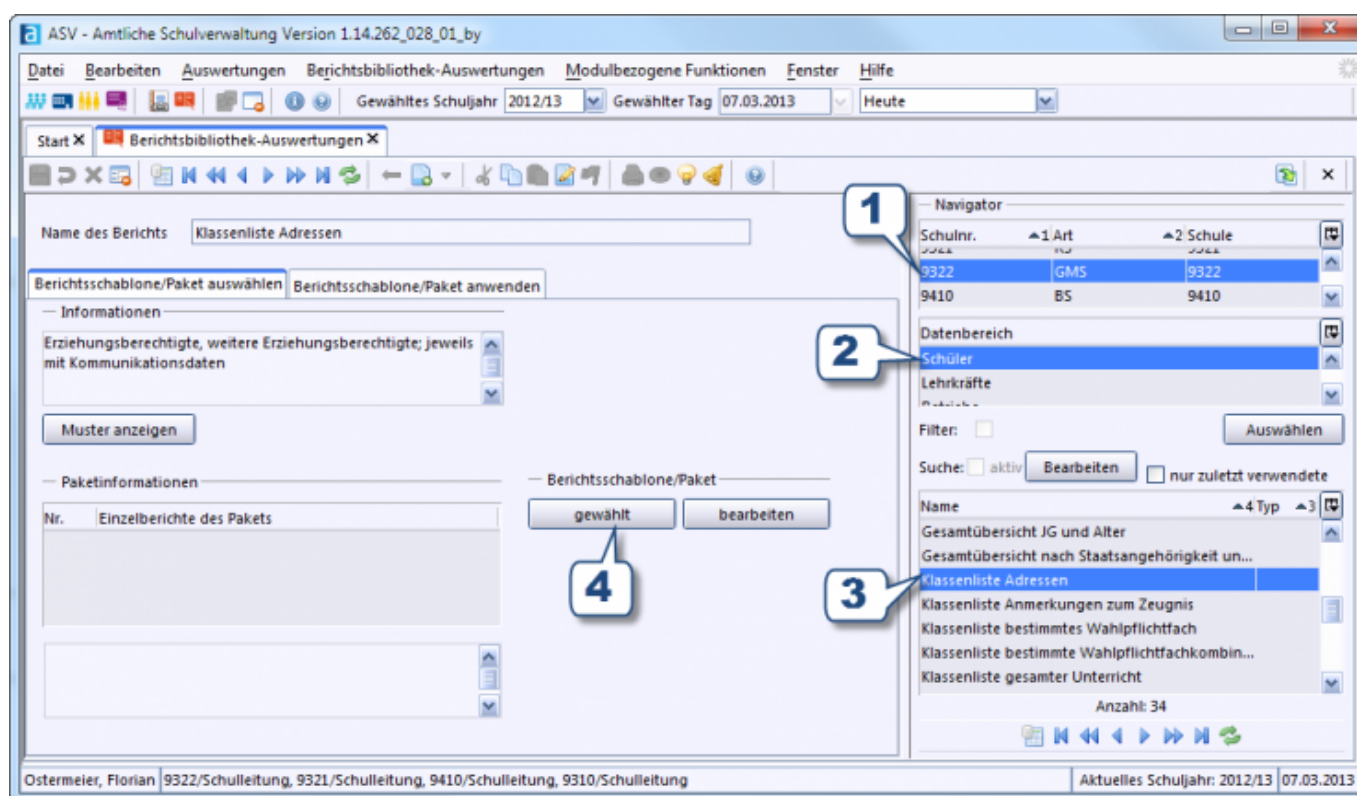 ASV - Amtliche Schulverwaltung Version 1.14.262_028_01_by
Datei Bearbeiten Auswertungen Berichtsbibliothek-Auswertungen Modulbezogene Funktionen Fenster Hilfe
Gewähltes Schuljahr 2012/13 Gewählter Tag 07.03.2013 Heute
Start Berichtsbibliothek-Auswertungen
Name des Berichts Klassenliste Adressen
Berichtsschablone/Paket auswählen Berichtsschablone/Paket anwenden
Informationen
Erziehungsberechtigte, weitere Erziehungsberechtigte; jeweils
mit Kommunikationsdaten
Muster anzeigen
Paketinformationen
Nr. Einzelberichte des Pakets
Berichtsschablone/Paket
gewählt bearbeiten
4
1
Navigator
Schulnr. 1 Art 2 Schule
9322 GMS 9322
9410 BS 9410
2
Datenbereich
Schüler
Lehrkräfte
Filter: Auswählen
Suche: aktiv Bearbeiten nur zuletzt verwendete
Name 4 Typ 3
Gesamtübersicht JG und Alter
Gesamtübersicht nach Staatsangehörigkeit un...
3
Klassenliste Adressen
Klassenliste Anmerkungen zum Zeugnis
Klassenliste bestimmtes Wahlpflichtfach
Klassenliste bestimmte Wahlpflichtfachkombin...
Klassenliste gesamter Unterricht
Anzahl: 34
Ostermeier, Florian 9322/Schulleitung, 9321/Schulleitung, 9410/Schulleitung, 9310/Schulleitung Aktuelles Schuljahr: 2012/13 07.03.2013